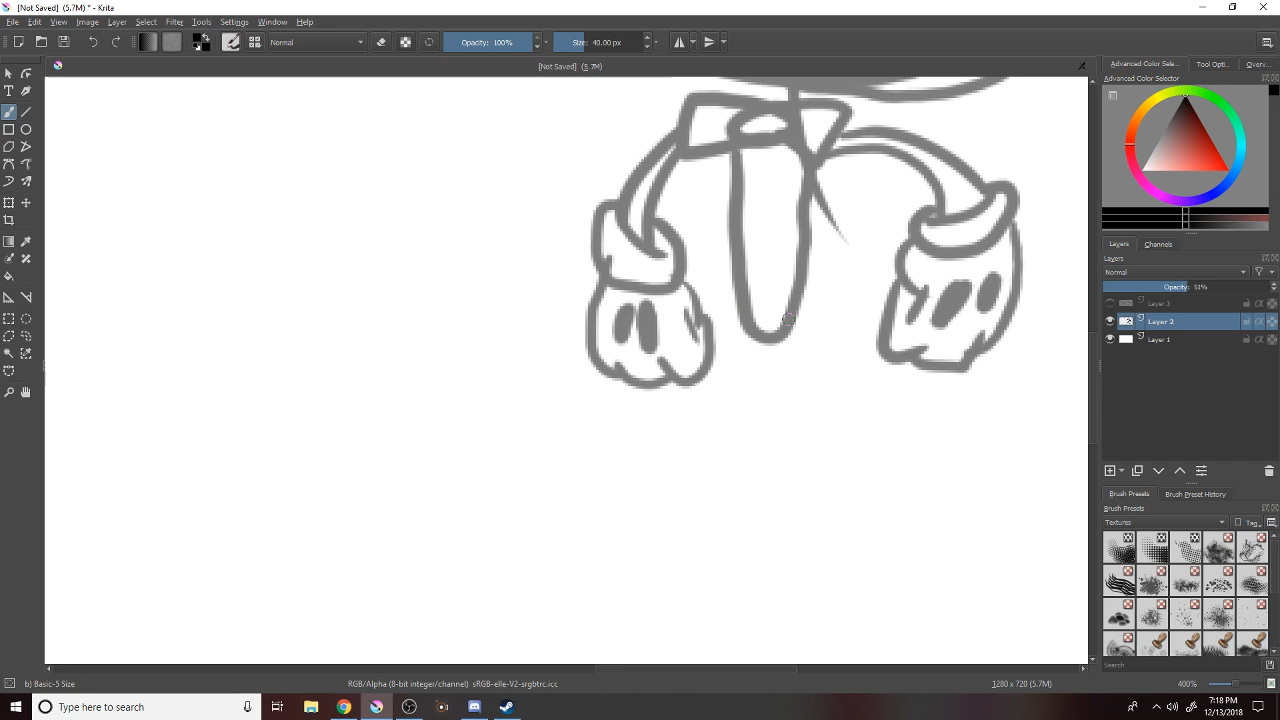 [Not Saved] (5.7M) * - Krita
File Edit View Image Layer Select Filter Tools Settings Window Help
Normal
Opacity: 100%
Size: 40.00 px
[Not Saved] (5.7M)
Advanced Color Sele... Tool Opti... Overv...
Advanced Color Selector
Layers Channels
Layers
Normal
Opacity: 51%
Layer 3
Layer 2
Layer 1
Brush Presets Brush Preset History
Brush Presets
Textures
Tag
Search
b) Basic-5 Size
RGB/Alpha (8-bit integer/channel) sRGB-elle-V2-srgbtrc.icc
1280 x 720 (5.7M)
400%
Type here to search
7:18 PM
12/13/2018